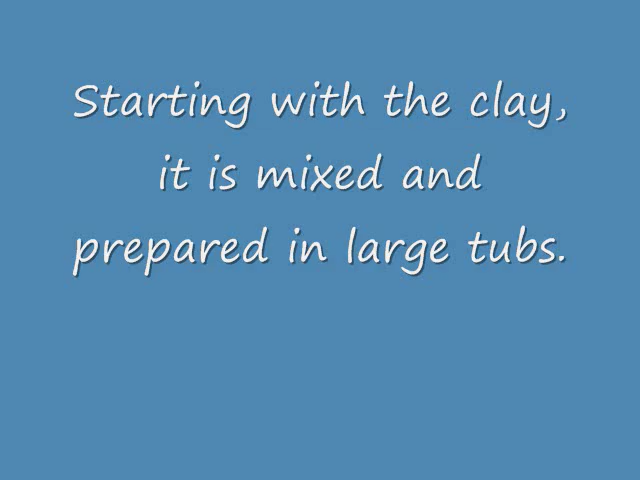 Starting with the clay,
it is mixed and
prepared in large tubs.